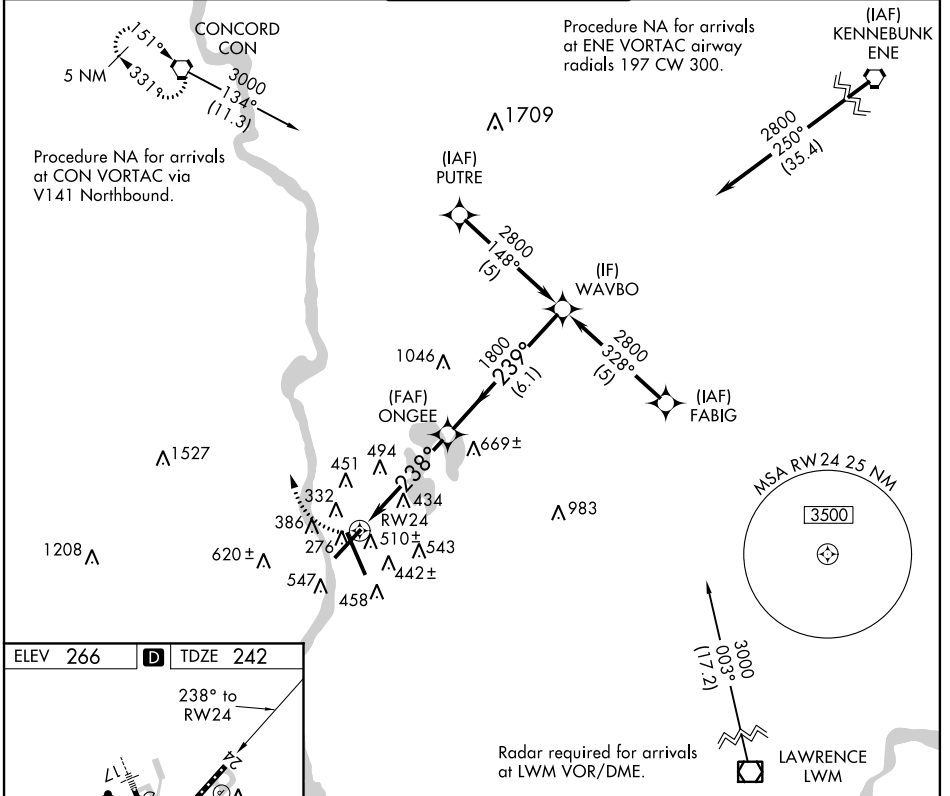 CONCORD
CON
151°
331°
5 NM
3000
134°
(11.3)
Procedure NA for arrivals
at CON VORTAC via
V141 Northbound.
Procedure NA for arrivals
at ENE VORTAC airway
radials 197 CW 300.
(IAF)
KENNEBUNK
ENE
2800
250°
(35.4)
1709
(IAF)
PUTRE
2800
148°
(5)
(IF)
WAVBO
2800
328°
(5)
(IAF)
FABIG
1800
239°
(6.1)
1046
(FAF)
ONGEE
669±
238°
494
451
434
332
RW24
386
276
510±
543
442±
458
547
620±
1527
1208
983
MSA RW 24 25 NM
3500
3000
003°
(17.2)
Radar required for arrivals
at LWM VOR/DME.
LAWRENCE
LWM
ELEV 266
D
TDZE 242
238° to
RW24
24
17